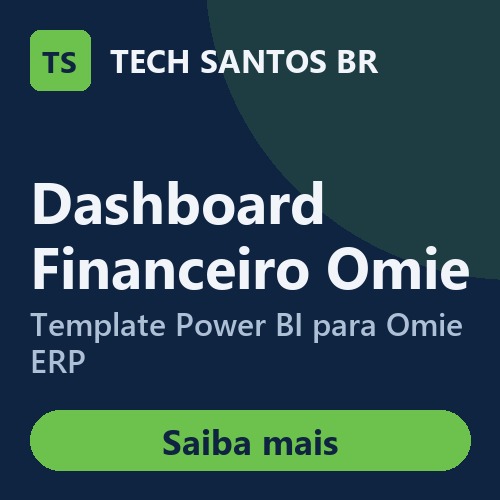 TS TECH SANTOS BR
Dashboard
Financeiro Omie
Template Power BI para Omie
ERP
Saiba mais